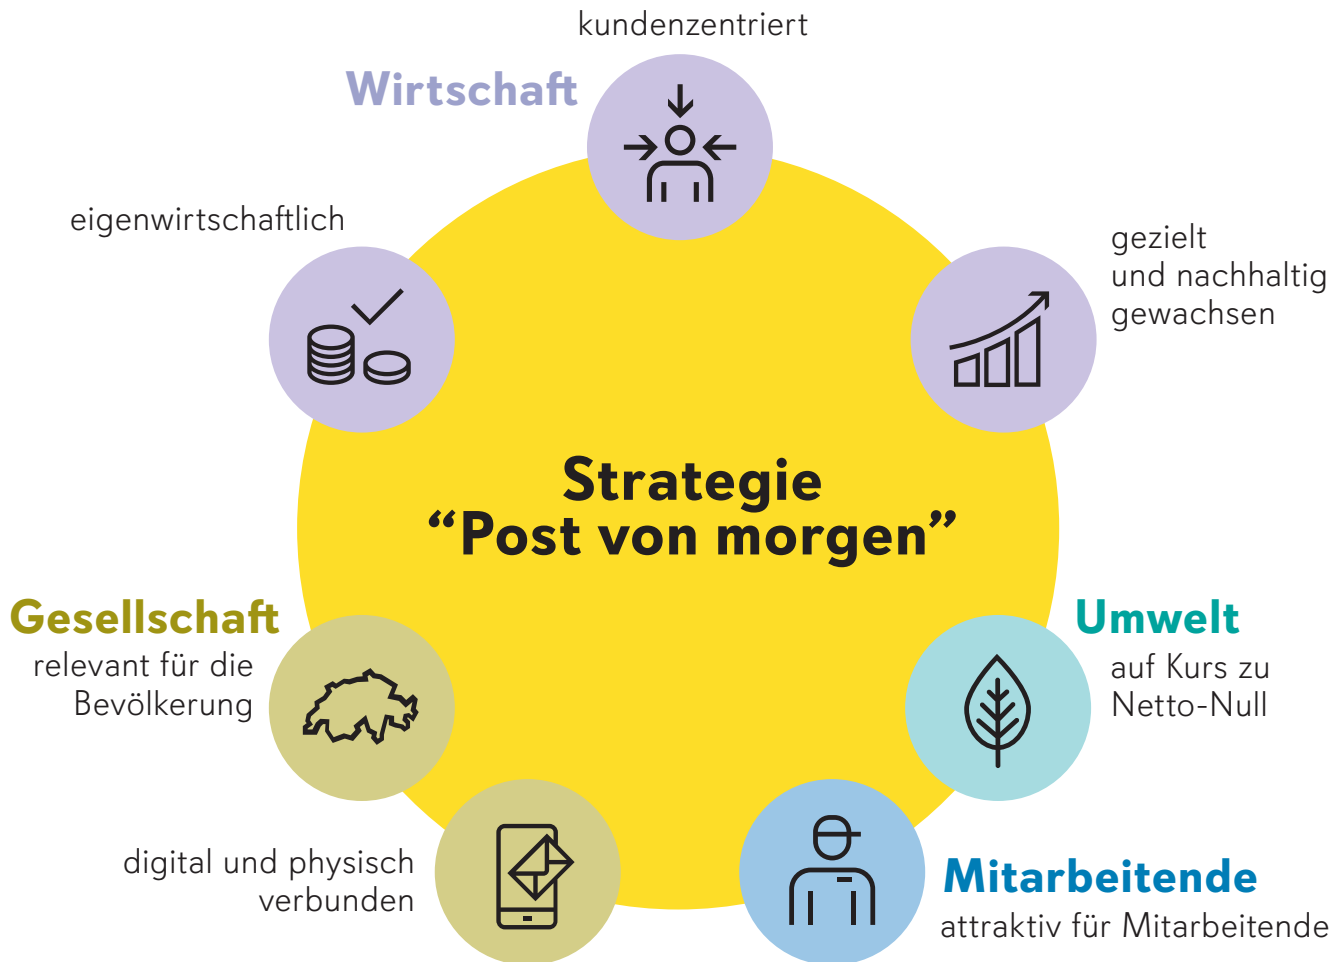 kundenzentriert
Wirtschaft
eigenwirtschaftlich
gezielt
und nachhaltig
gewachsen
Strategie
“Post von morgen”
Gesellschaft
relevant für die
Bevölkerung
Umwelt
auf Kurs zu
Netto-Null
digital und physisch
verbunden
Mitarbeitende
attraktiv für Mitarbeitende